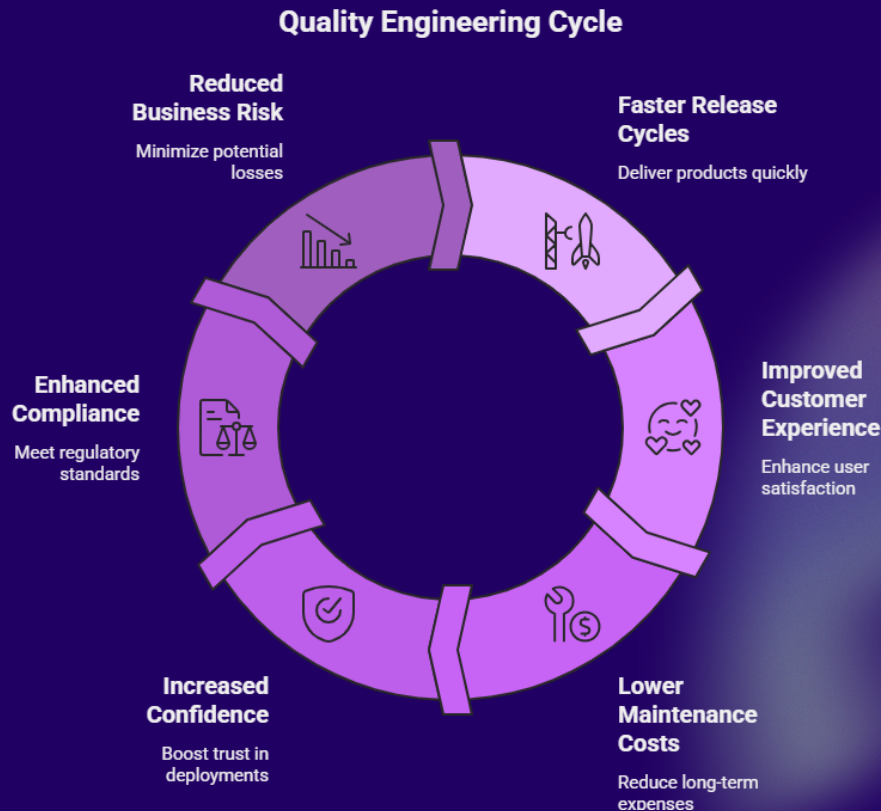 Quality Engineering Cycle
Reduced
Business Risk
Minimize potential
losses
Faster Release
Cycles
Deliver products quickly
Improved
Customer
Experience
Enhance user
satisfaction
Lower
Maintenance
Costs
Reduce long-term
expenses
Increased
Confidence
Boost trust in
deployments
Enhanced
Compliance
Meet regulatory
standards
$